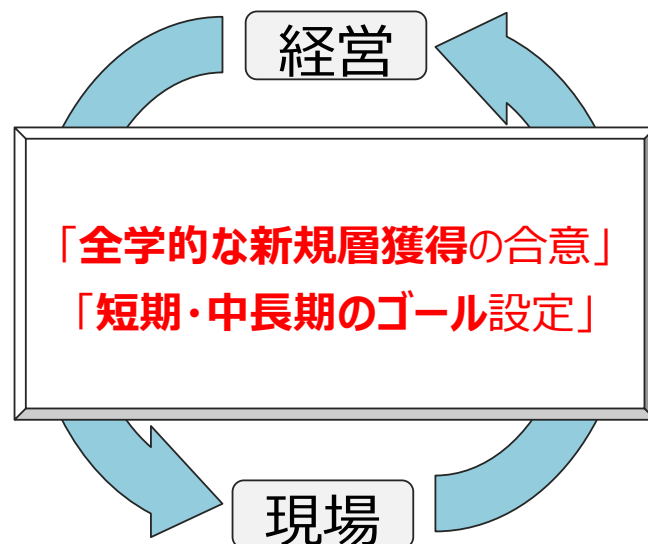 経営
「全学的な新規層獲得の合意」
「短期・中長期のゴール設定」
現場